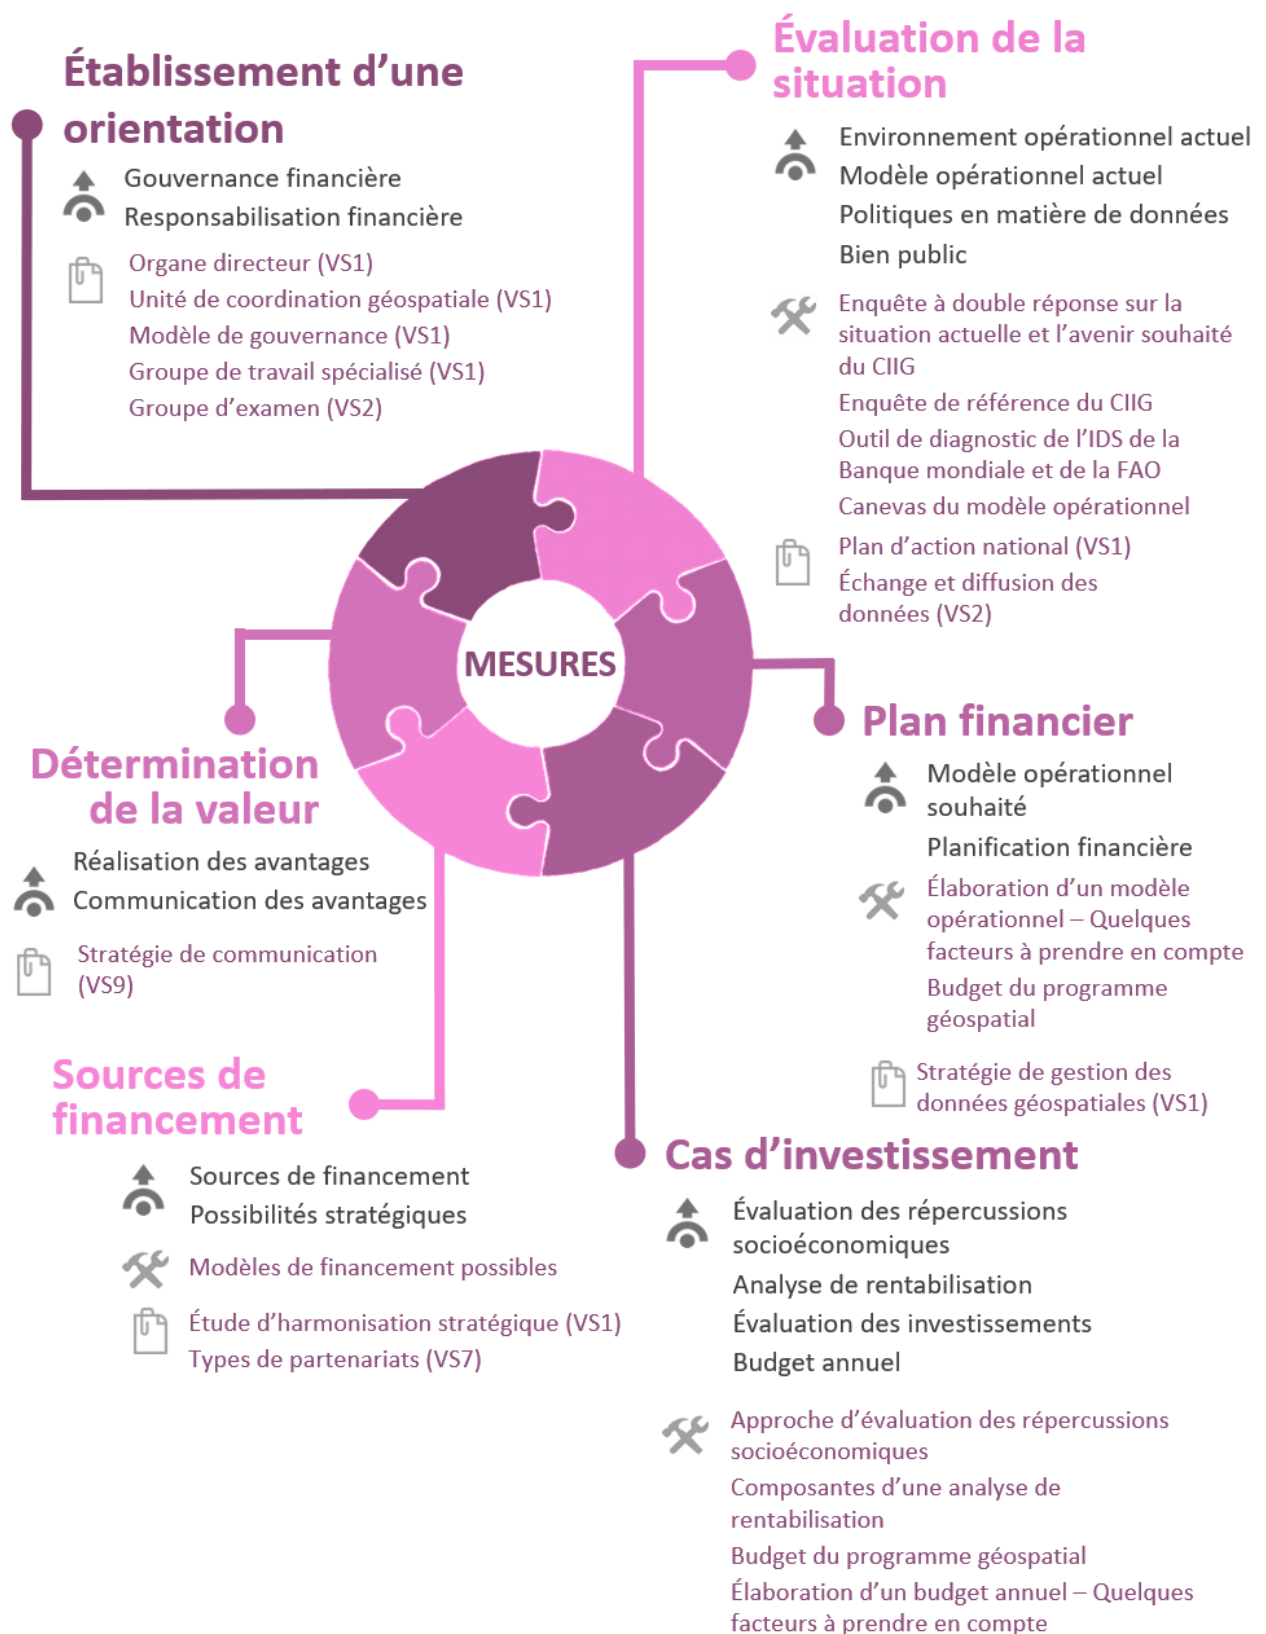 Établissement d’une
orientation
Gouvernance financière
Responsabilisation financière
Organe directeur (VS1)
Unité de coordination géospatiale (VS1)
Modèle de gouvernance (VS1)
Groupe de travail spécialisé (VS1)
Groupe d’examen (VS2)
Évaluation de la
situation
Environnement opérationnel actuel
Modèle opérationnel actuel
Politiques en matière de données
Bien public
Enquête à double réponse sur la
situation actuelle et l’avenir souhaité
du CIIG
Enquête de référence du CIIG
Outil de diagnostic de l’IDS de la
Banque mondiale et de la FAO
Canevas du modèle opérationnel
Plan d’action national (VS1)
Échange et diffusion des
données (VS2)
MESURES
Plan financier
Modèle opérationnel
souhaité
Planification financière
Élaboration d’un modèle
opérationnel – Quelques
facteurs à prendre en compte
Budget du programme
géospatial
Stratégie de gestion des
données géospatiales (VS1)
Détermination
de la valeur
Réalisation des avantages
Communication des avantages
Stratégie de communication
(VS9)
Sources de
financement
Sources de financement
Possibilités stratégiques
Modèles de financement possibles
Étude d’harmonisation stratégique (VS1)
Types de partenariats (VS7)
Cas d’investissement
Évaluation des répercussions
socioéconomiques
Analyse de rentabilisation
Évaluation des investissements
Budget annuel
Approche d’évaluation des répercussions
socioéconomiques
Composantes d’une analyse de
rentabilisation
Budget du programme géospatial
Élaboration d’un budget annuel – Quelques
facteurs à prendre en compte